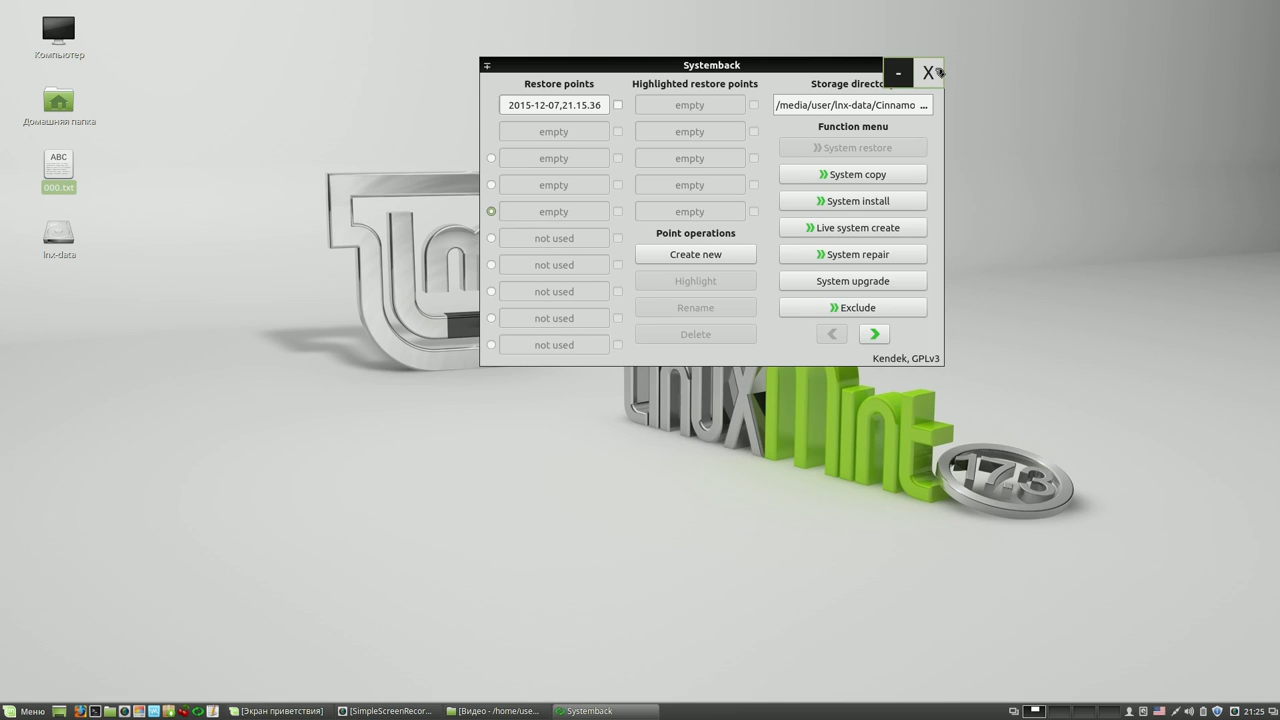 Компьютер
Домашняя папка
ABC
000.txt
lnx-data
Systemback
- X
Restore points
Highlighted restore points
2015-12-07,21.15.36
empty
empty
empty
empty
empty
empty
empty
empty
empty
not used
not used
not used
not used
not used
Point operations
Create new
Highlight
Rename
Delete
/media/user/lnx-data/Cinnamo ...
Function menu
System restore
System copy
System install
Live system create
System repair
System upgrade
Exclude
Kendek, GPLv3
Linux Mint
17.3
Меню
[Экран приветствия]
[SimpleScreenRecor...
[Видео - /home/use...
Systemback
21:25